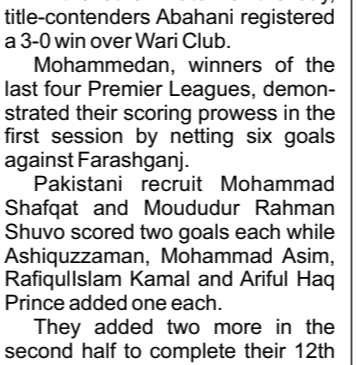 title-contenders Abahani registered
a 3-0 win over Wari Club.
Mohammedan, winners of the
last four Premier Leagues, demon-
strated their scoring prowess in the
first session by netting six goals
against Farashganj.
Pakistani recruit Mohammad
Shafqat and Moududur Rahman
Shuvo scored two goals each while
Ashiquzzaman, Mohammad Asim,
RafiqulIslam Kamal and Ariful Haq
Prince added one each.
They added two more in the
second half to complete their 12th